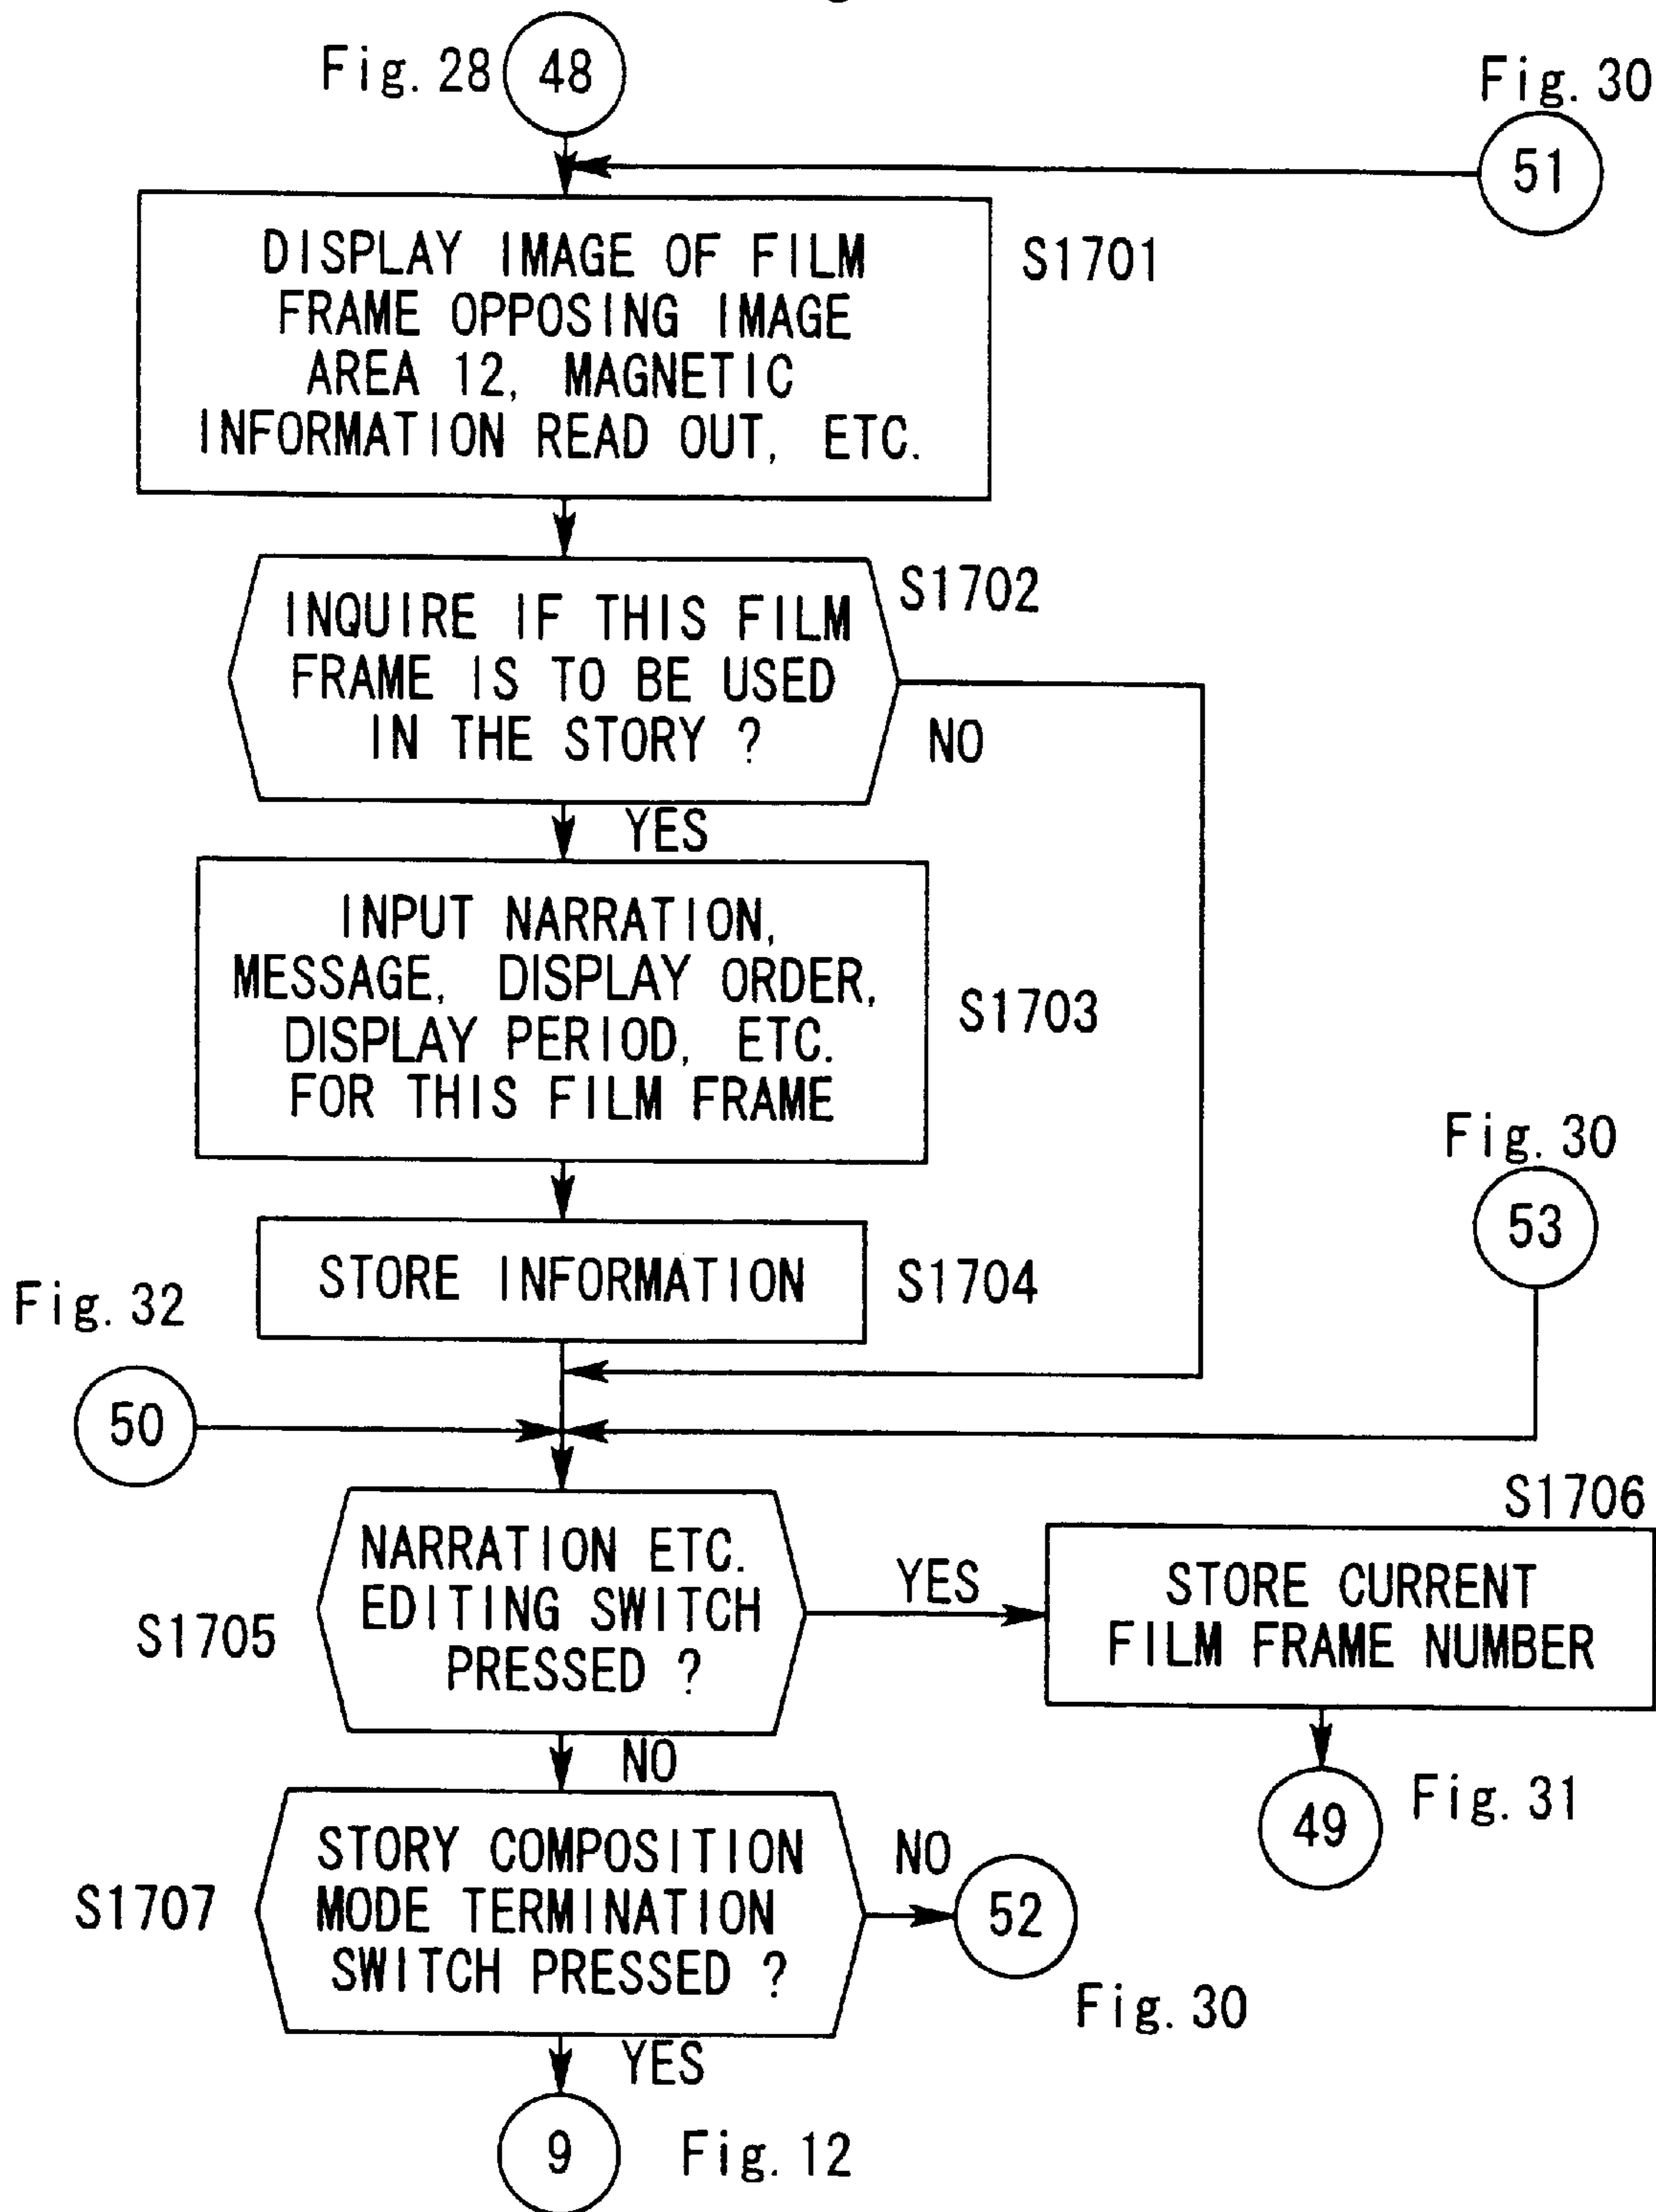 Fig. 28
48
Fig. 30
51
DISPLAY IMAGE OF FILM
FRAME OPPOSING IMAGE
AREA 12, MAGNETIC
INFORMATION READ OUT, ETC.
S1701
INQUIRE IF THIS FILM
FRAME IS TO BE USED
IN THE STORY ?
S1702
NO
YES
INPUT NARRATION,
MESSAGE, DISPLAY ORDER,
DISPLAY PERIOD, ETC.
FOR THIS FILM FRAME
S1703
Fig. 30
53
STORE INFORMATION
S1704
Fig. 32
50
NARRATION ETC.
EDITING SWITCH
PRESSED ?
S1705
YES
S1706
STORE CURRENT
FILM FRAME NUMBER
NO
49
Fig. 31
STORY COMPOSITION
MODE TERMINATION
SWITCH PRESSED ?
S1707
NO
52
Fig. 30
YES
9
Fig. 12